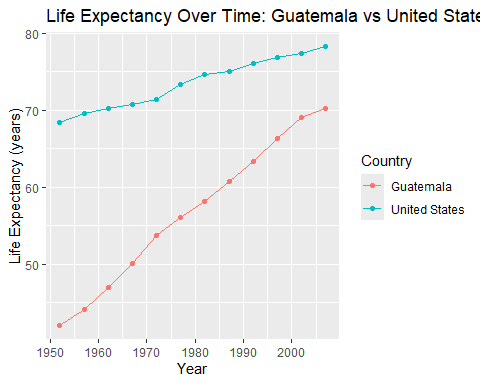 Life Expectancy Over Time: Guatemala vs United State
80
70
60
50
Life Expectancy (years)
1950 1960 1970 1980 1990 2000
Year
Country
Guatemala
United States